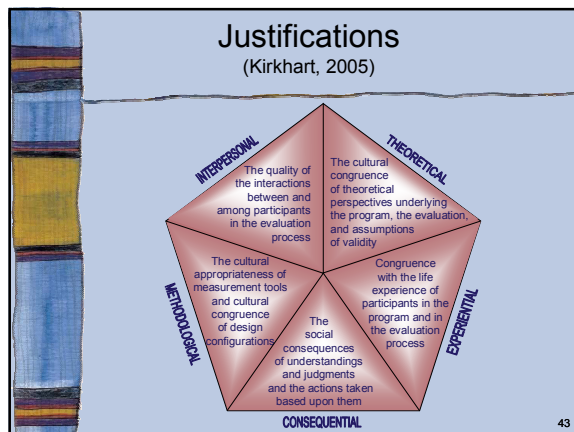 Justifications
(Kirkhart, 2005)
INTERPERSONAL
The quality of
the interactions
between and
among participants
in the evaluation
process
THEORETICAL
The cultural
congruence
of theoretical
perspectives underlying
the program, the evaluation,
and assumptions
of validity
METHODOLOGICAL
The cultural
appropriateness of
measurement tools
and cultural
congruence
of design
configurations
EXPERIENTIAL
Congruence
with the life
experience of
participants in the
program and in
the evaluation
process
The
social
consequences
of understandings
and judgments
and the actions taken
based upon them
CONSEQUENTIAL
43